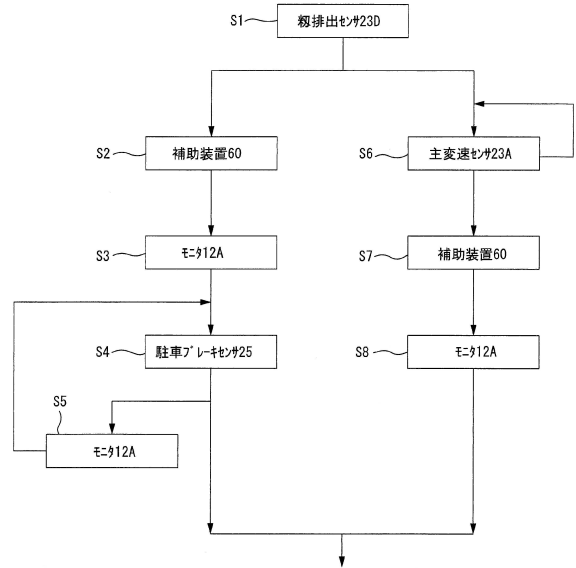 S1 籾排出ｾﾝｻ23D
S2 補助装置60
S6 主変速ｾﾝｻ23A
S3 ﾓﾆﾀ12A
S7 補助装置60
S4 駐車ﾌﾞﾚｰｷｾﾝｻ25
S8 ﾓﾆﾀ12A
S5
ﾓﾆﾀ12A